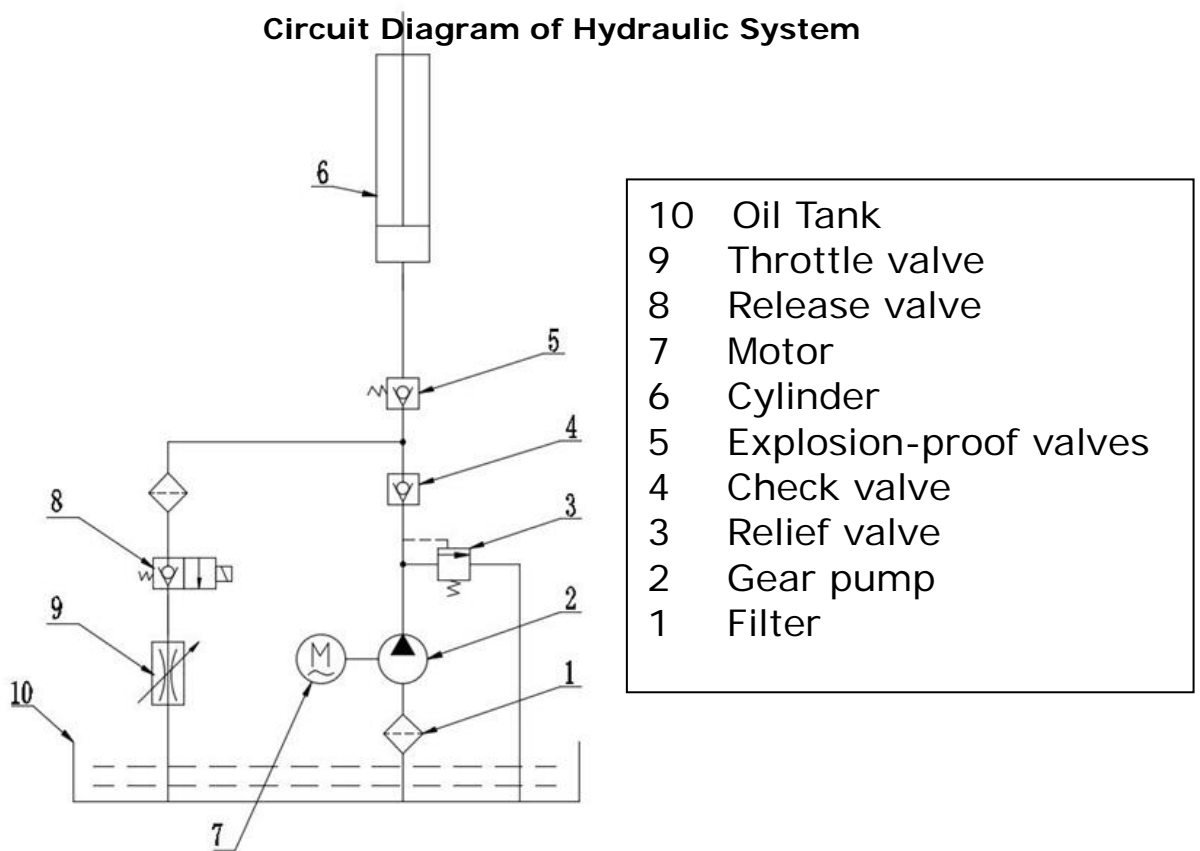 Circuit Diagram of Hydraulic System
6
5
4
3
8
2
9
1
10
M
7
10 Oil Tank
9 Throttle valve
8 Release valve
7 Motor
6 Cylinder
5 Explosion-proof valves
4 Check valve
3 Relief valve
2 Gear pump
1 Filter